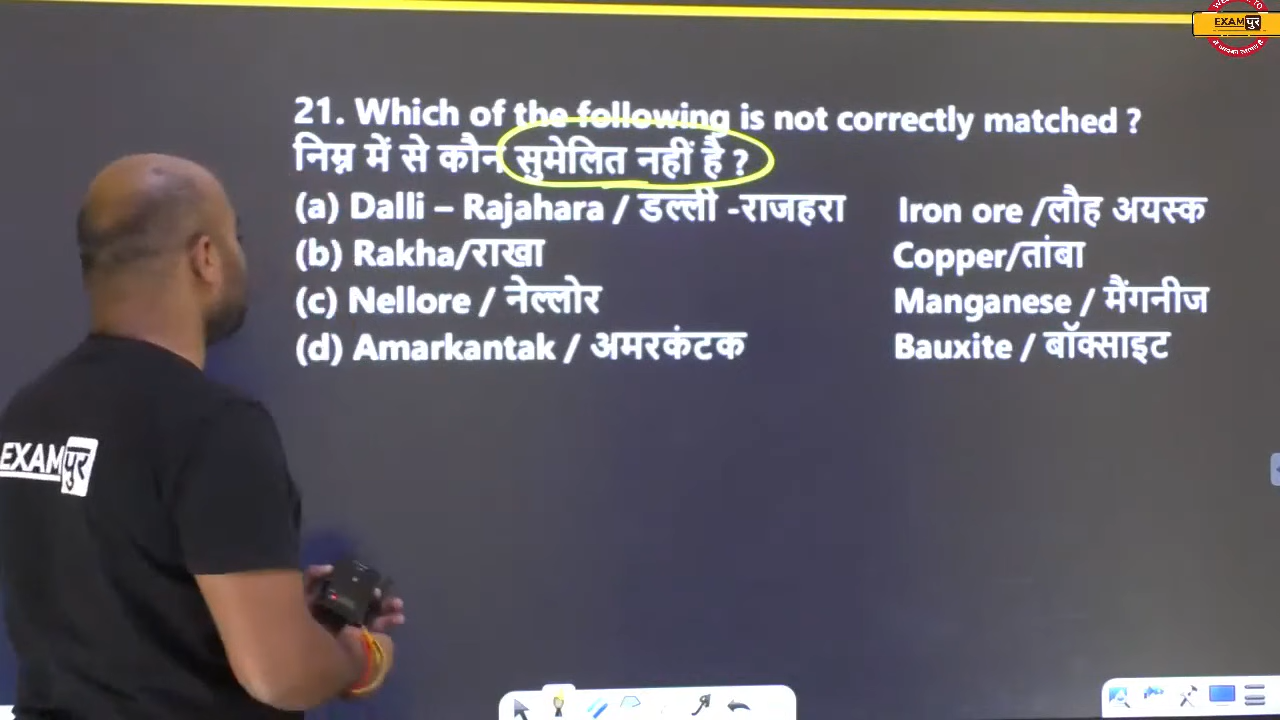 EXAMपुर
21. Which of the following is not correctly matched ?
निम्न में से कौन सुमेलित नहीं है ?
(a) Dalli – Rajahara / डल्ली -राजहरा Iron ore /लौह अयस्क
(b) Rakha/राखा Copper/तांबा
(c) Nellore / नेल्लोर Manganese / मैंगनीज
(d) Amarkantak / अमरकंटक Bauxite / बॉक्साइट
EXAMपुर